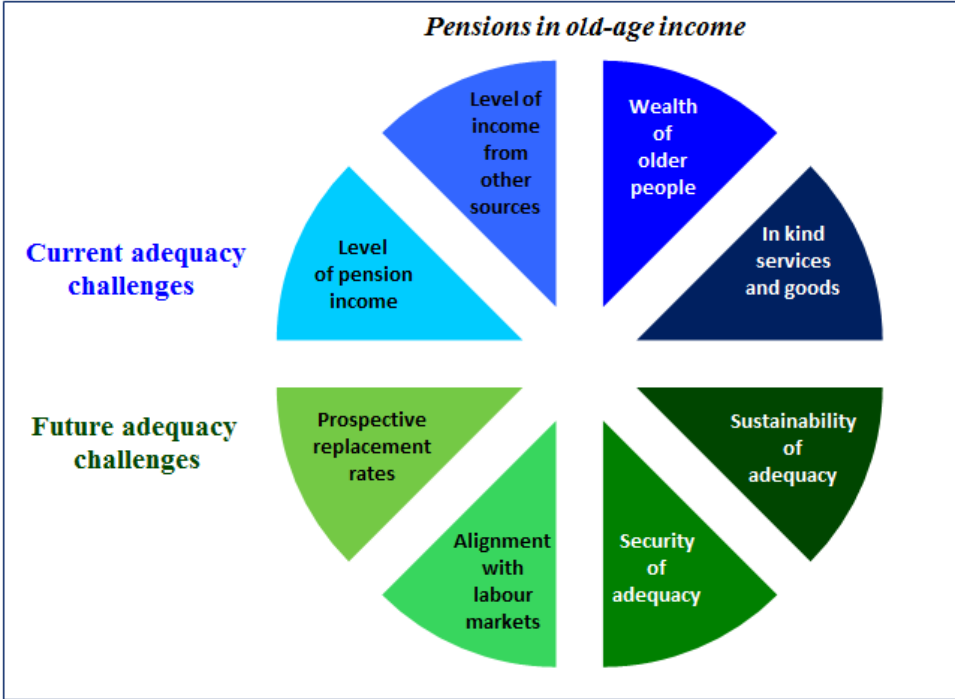 Pensions in old-age income
Level of
income
from
other
sources
Wealth
of
older
people
Current adequacy
challenges
Level
of pension
income
In kind
services
and goods
Future adequacy
challenges
Prospective
replacement
rates
Sustainability
of
adequacy
Alignment
with
labour
markets
Security
of
adequacy